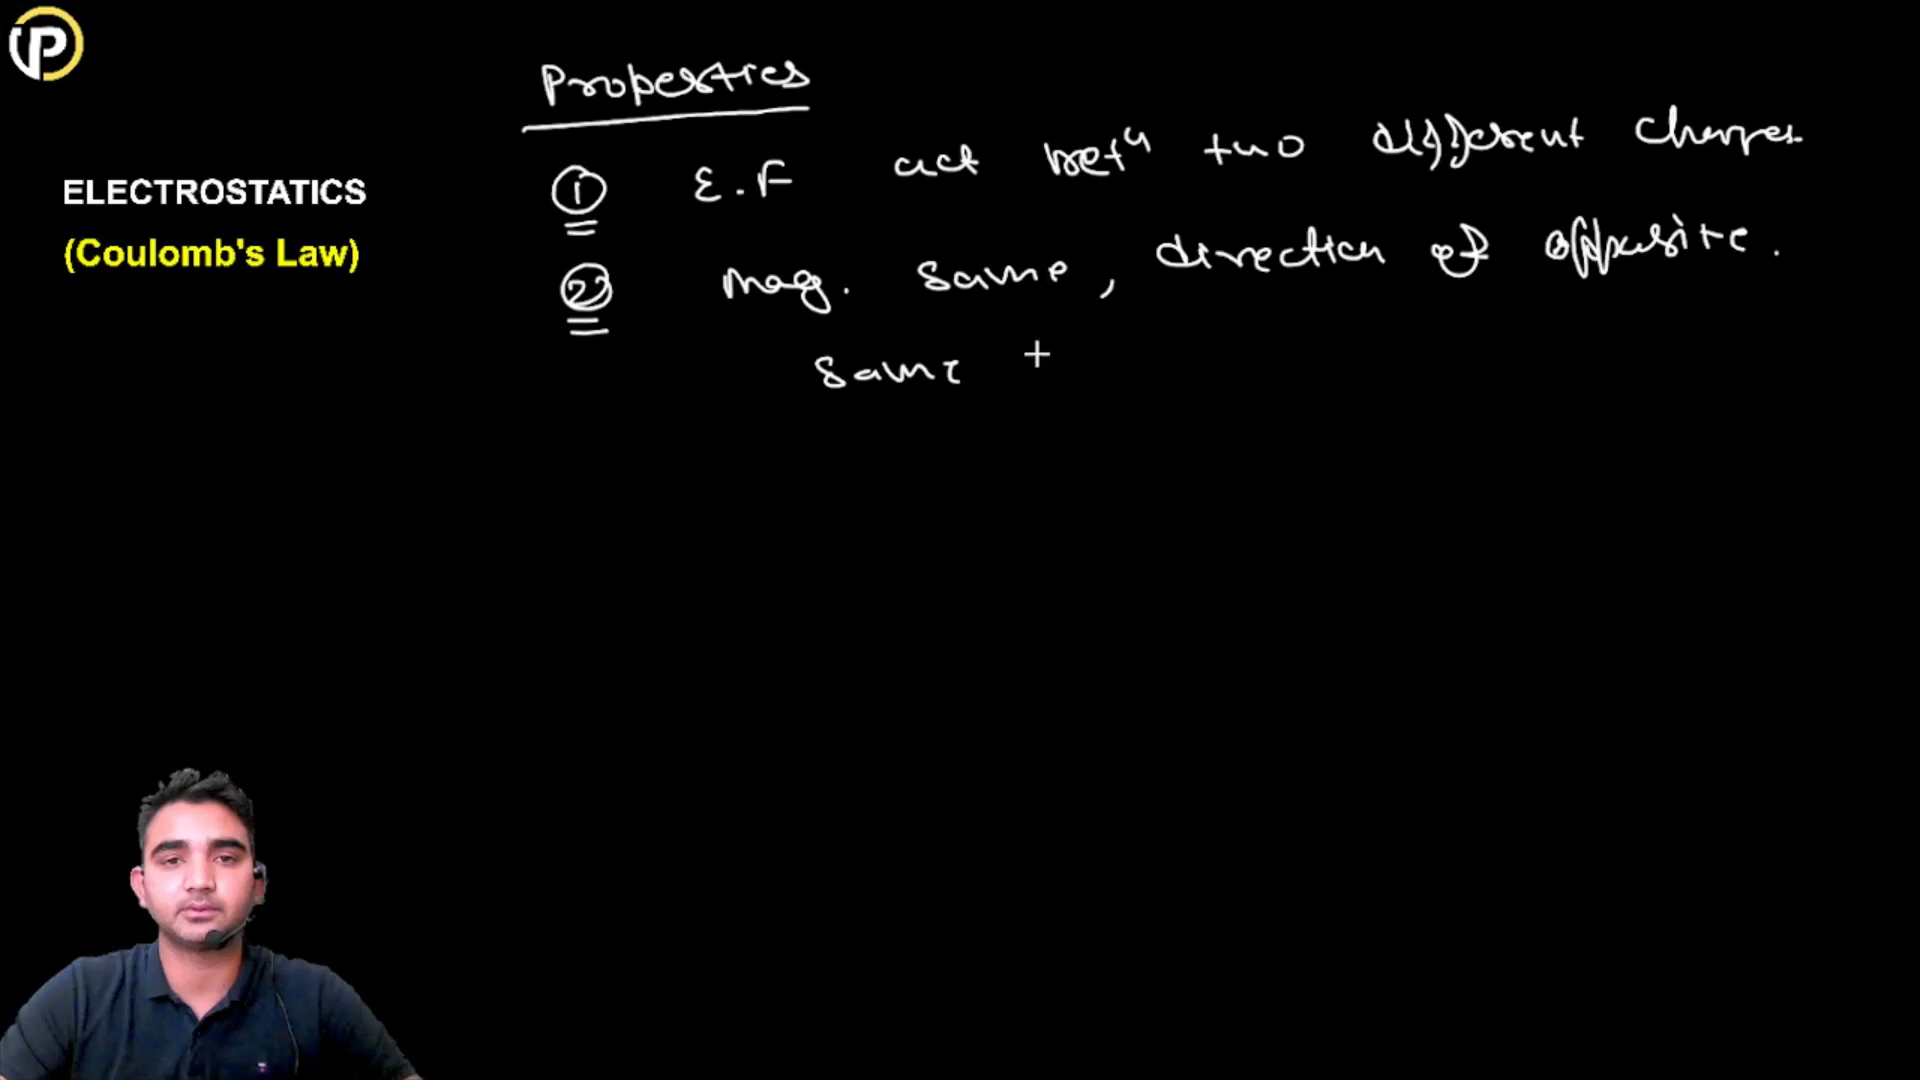 P
Properties
ELECTROSTATICS
(Coulomb's Law)
① E.F act betⁿ two different charges
② mag. same, direction of opposite.
same t